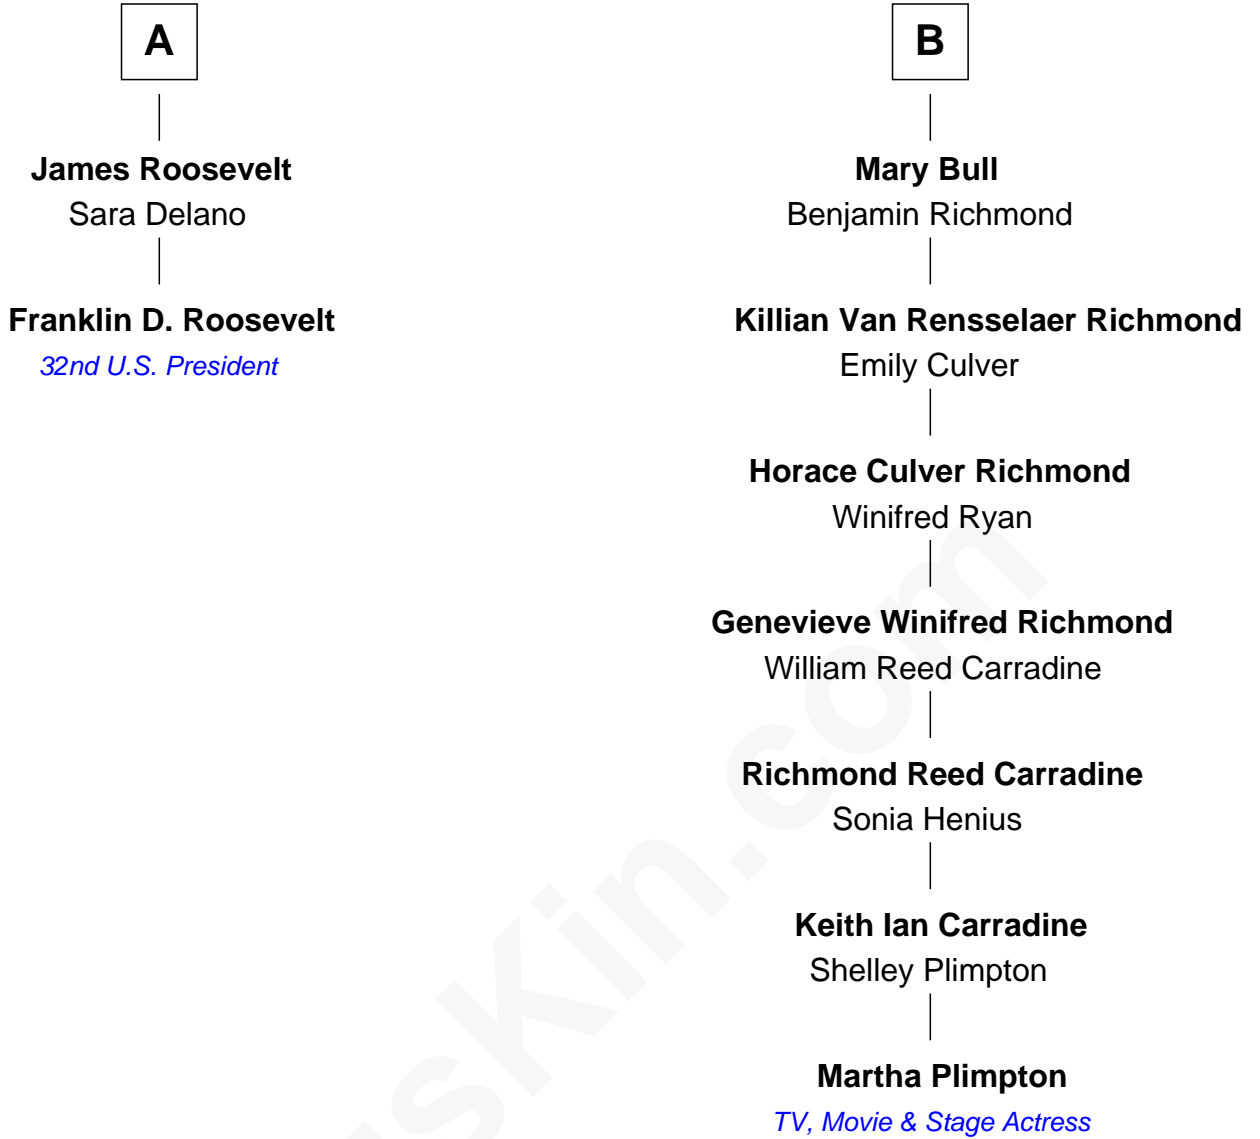 A
James Roosevelt
Sara Delano
Franklin D. Roosevelt
32nd U.S. President
B
Mary Bull
Benjamin Richmond
Killian Van Rensselaer Richmond
Emily Culver
Horace Culver Richmond
Winifred Ryan
Genevieve Winifred Richmond
William Reed Carradine
Richmond Reed Carradine
Sonia Henius
Keith Ian Carradine
Shelley Plimpton
Martha Plimpton
TV, Movie & Stage Actress
sKin.com